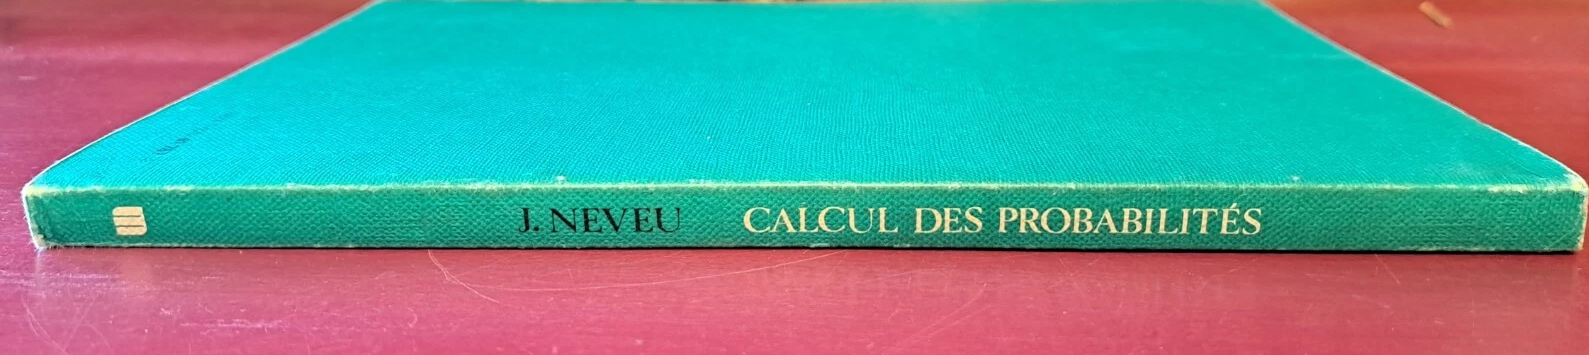 J. NEVEU CALCUL DES PROBABILITÉS